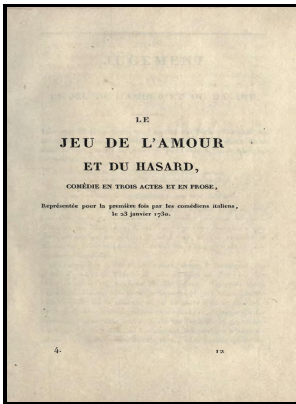 LE
JEU DE L'AMOUR
ET DU HASARD,
COMÉDIE EN TROIS ACTES ET EN PROSE,
Représentée pour la première fois par les comédiens italiens,
le 23 janvier 1730.
4. 12